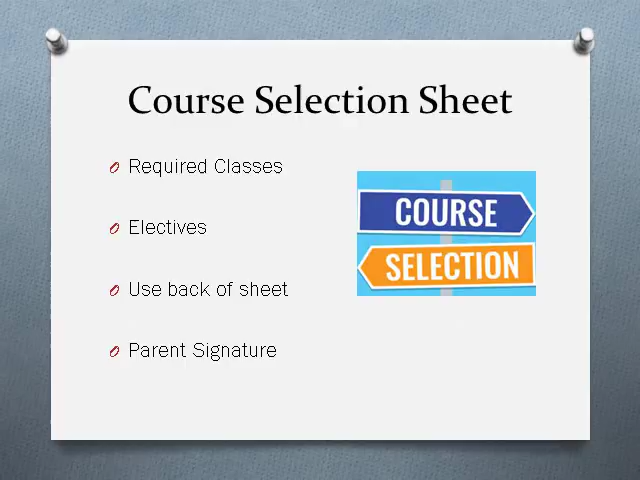 Course Selection Sheet
Required Classes
Electives
Use back of sheet
Parent Signature
COURSE
SELECTION